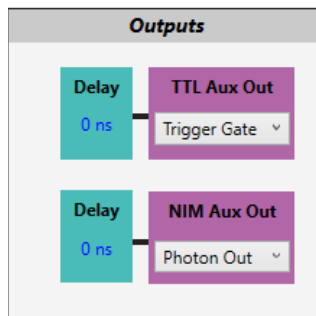 Outputs
Delay
TTL Aux Out
0 ns
Trigger Gate
Delay
NIM Aux Out
0 ns
Photon Out